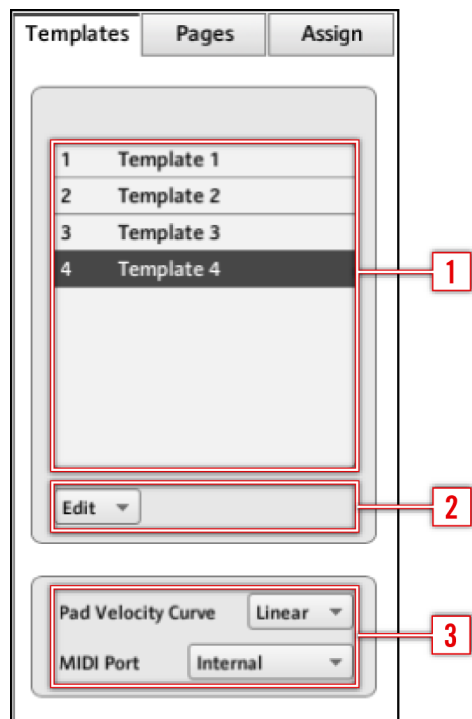 Templates Pages Assign
1 Template 1
2 Template 2
3 Template 3
4 Template 4
1
Edit
2
Pad Velocity Curve Linear
3
MIDI Port Internal